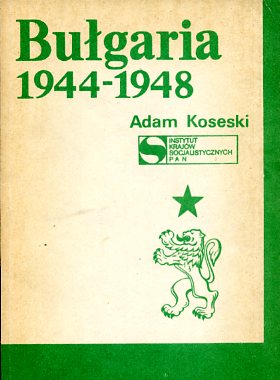 Bułgaria
1944-1948
Adam Koseski
INSTYTUT
KRAJÓW
SOCJALISTYCZNYCH
PAN